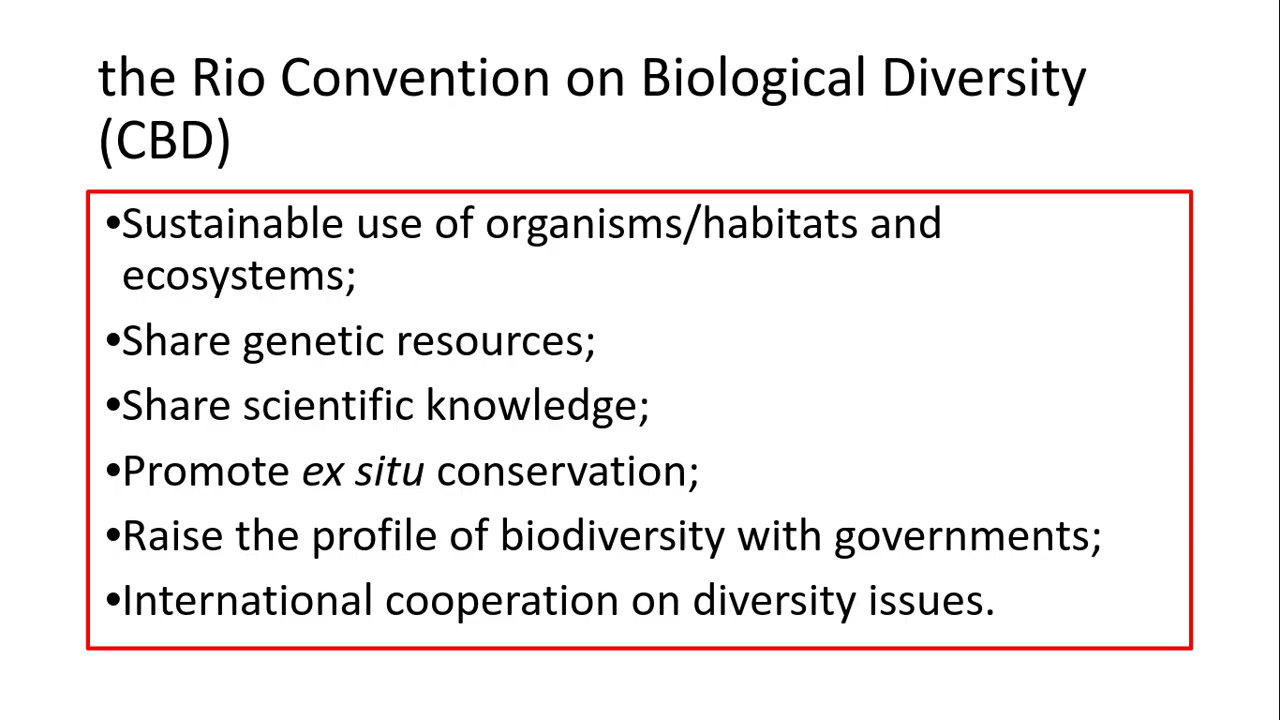 the Rio Convention on Biological Diversity
(CBD)
•Sustainable use of organisms/habitats and
ecosystems;
•Share genetic resources;
•Share scientific knowledge;
•Promote ex situ conservation;
•Raise the profile of biodiversity with governments;
•International cooperation on diversity issues.